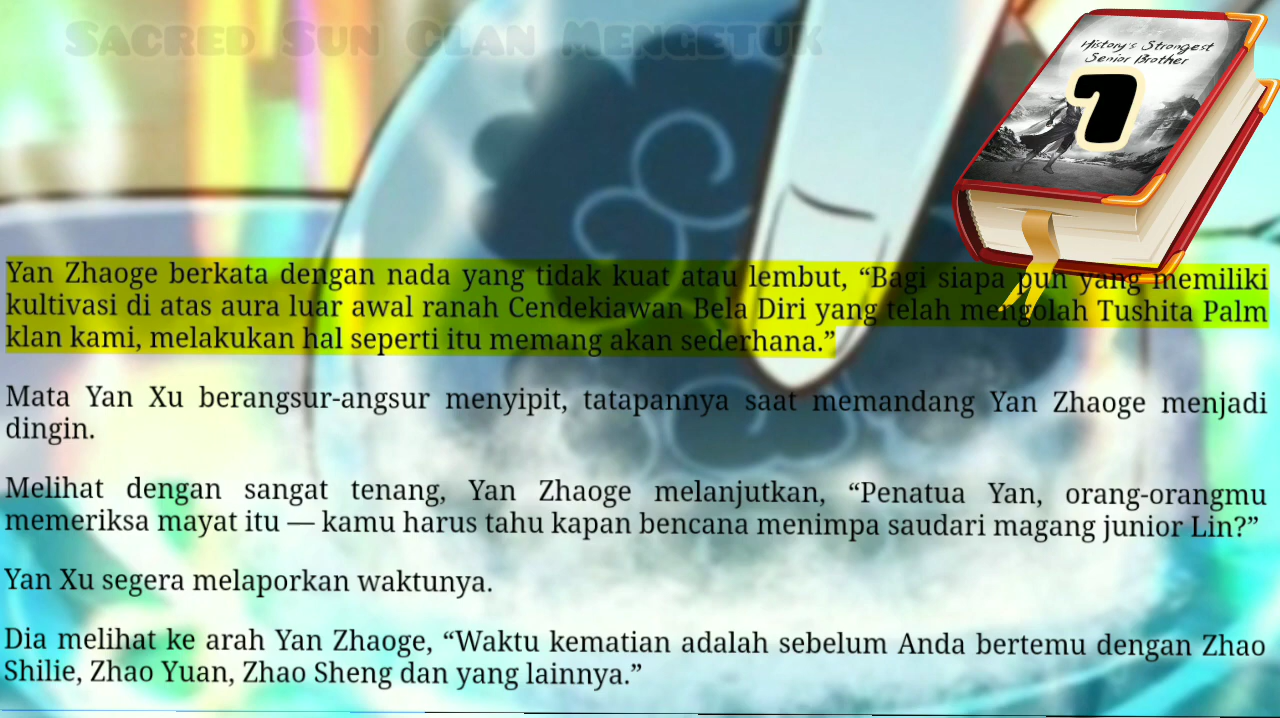 Sacred Sun Clan Mengetuk
History's Strongest
Senior Brother
7
Yan Zhaoge berkata dengan nada yang tidak kuat atau lembut, “Bagi siapa pun yang memiliki
kultivasi di atas aura luar awal ranah Cendekiawan Bela Diri yang telah mengolah Tushita Palm
klan kami, melakukan hal seperti itu memang akan sederhana.”
Mata Yan Xu berangsur-angsur menyipit, tatapannya saat memandang Yan Zhaoge menjadi
dingin.
Melihat dengan sangat tenang, Yan Zhaoge melanjutkan, “Penatua Yan, orang-orangmu
memeriksa mayat itu — kamu harus tahu kapan bencana menimpa saudari magang junior Lin?”
Yan Xu segera melaporkan waktunya.
Dia melihat ke arah Yan Zhaoge, “Waktu kematian adalah sebelum Anda bertemu dengan Zhao
Shilie, Zhao Yuan, Zhao Sheng dan yang lainnya.”